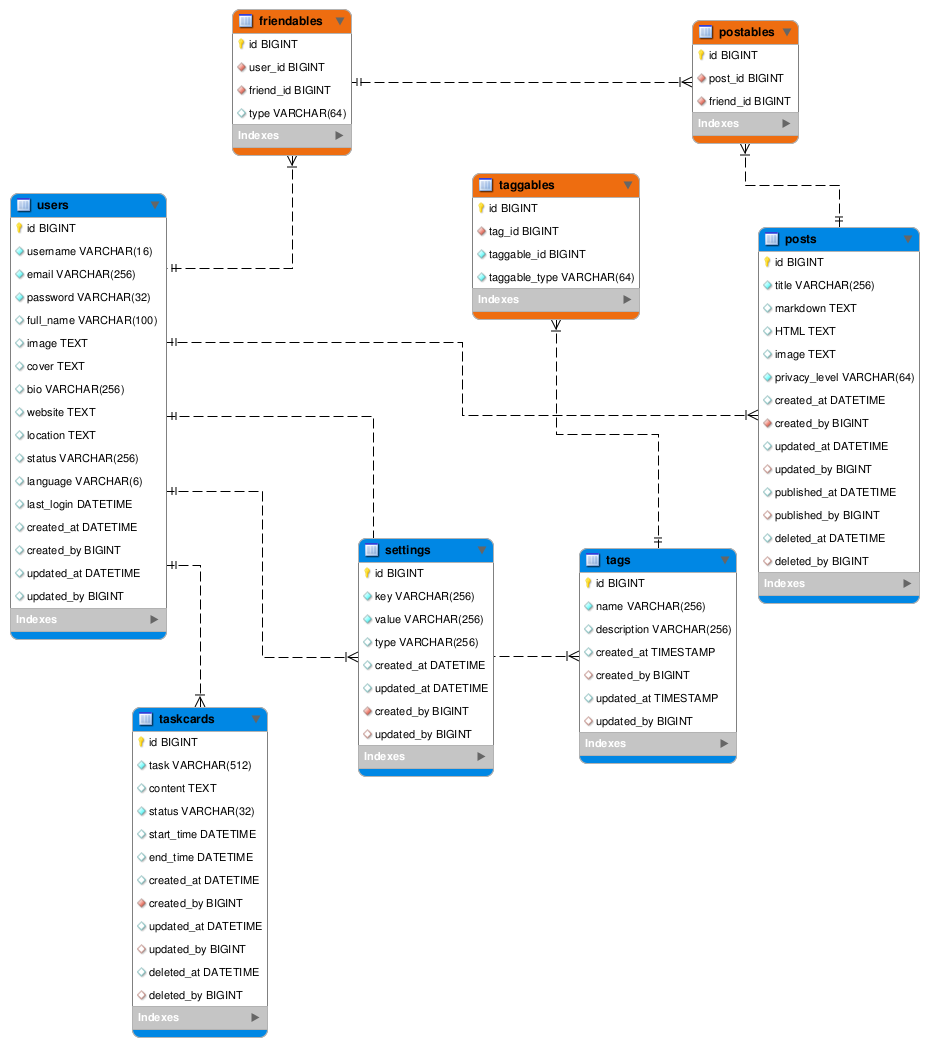 friendables
id BIGINT
user_id BIGINT
friend_id BIGINT
type VARCHAR(64)
Indexes
postables
id BIGINT
post_id BIGINT
friend_id BIGINT
Indexes
taggables
id BIGINT
tag_id BIGINT
taggable_id BIGINT
taggable_type VARCHAR(64)
Indexes
users
id BIGINT
username VARCHAR(16)
email VARCHAR(256)
password VARCHAR(32)
full_name VARCHAR(100)
image TEXT
cover TEXT
bio VARCHAR(256)
website TEXT
location TEXT
status VARCHAR(256)
language VARCHAR(6)
last_login DATETIME
created_at DATETIME
created_by BIGINT
updated_at DATETIME
updated_by BIGINT
Indexes
posts
id BIGINT
title VARCHAR(256)
markdown TEXT
HTML TEXT
image TEXT
privacy_level VARCHAR(64)
created_at DATETIME
created_by BIGINT
updated_at DATETIME
updated_by BIGINT
published_at DATETIME
published_by BIGINT
deleted_at DATETIME
deleted_by BIGINT
Indexes
settings
id BIGINT
key VARCHAR(256)
value VARCHAR(256)
type VARCHAR(256)
created_at DATETIME
updated_at DATETIME
created_by BIGINT
updated_by BIGINT
Indexes
tags
id BIGINT
name VARCHAR(256)
description VARCHAR(256)
created_at TIMESTAMP
created_by BIGINT
updated_at TIMESTAMP
updated_by BIGINT
Indexes
taskcards
id BIGINT
task VARCHAR(512)
content TEXT
status VARCHAR(32)
start_time DATETIME
end_time DATETIME
created_at DATETIME
created_by BIGINT
updated_at DATETIME
updated_by BIGINT
deleted_at DATETIME
deleted_by BIGINT
Indexes